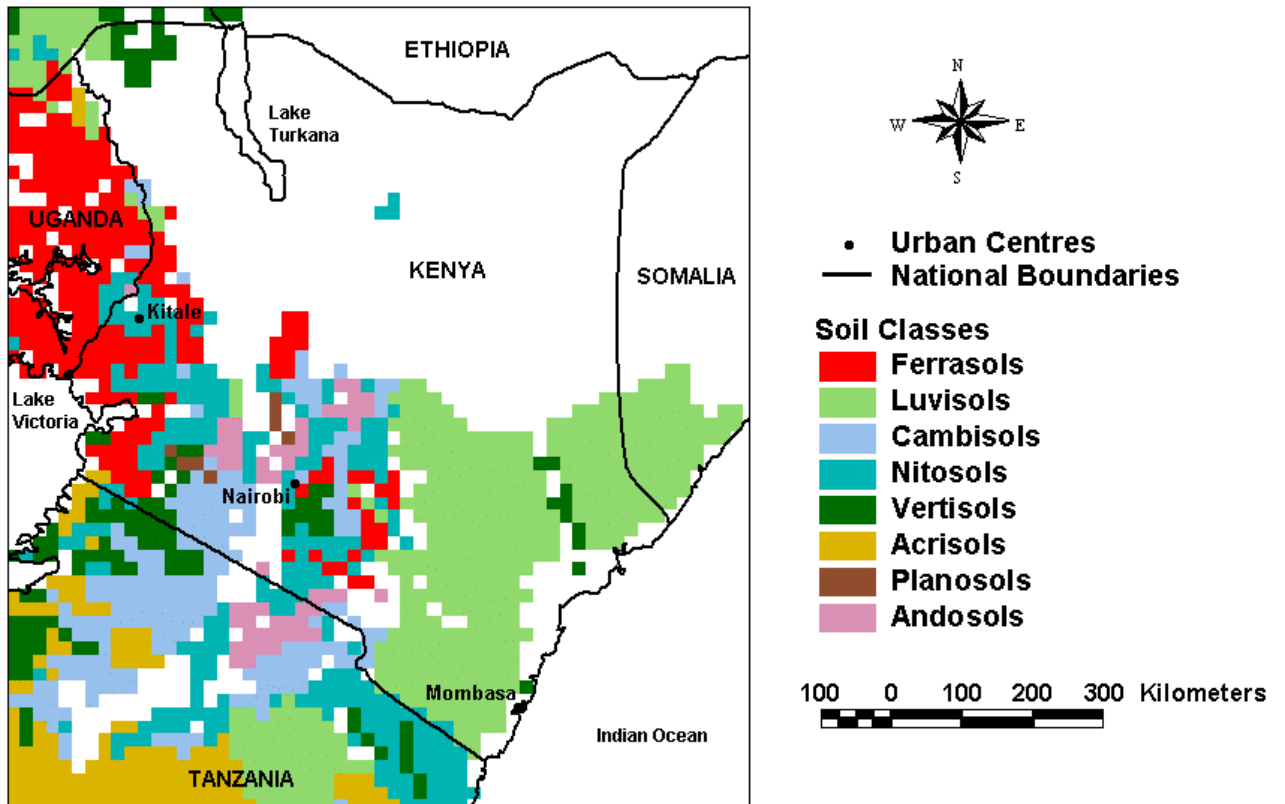 ETHIOPIA
Lake
Turkana
UGANDA
KENYA
SOMALIA
Kitale
Lake
Victoria
Nairobi
Mombasa
Indian Ocean
TANZANIA
N
W
E
S
Urban Centres
National Boundaries
Soil Classes
Ferrasols
Luvisols
Cambisols
Nitosols
Vertisols
Acrisols
Planosols
Andosols
100 0 100 200 300 Kilometers